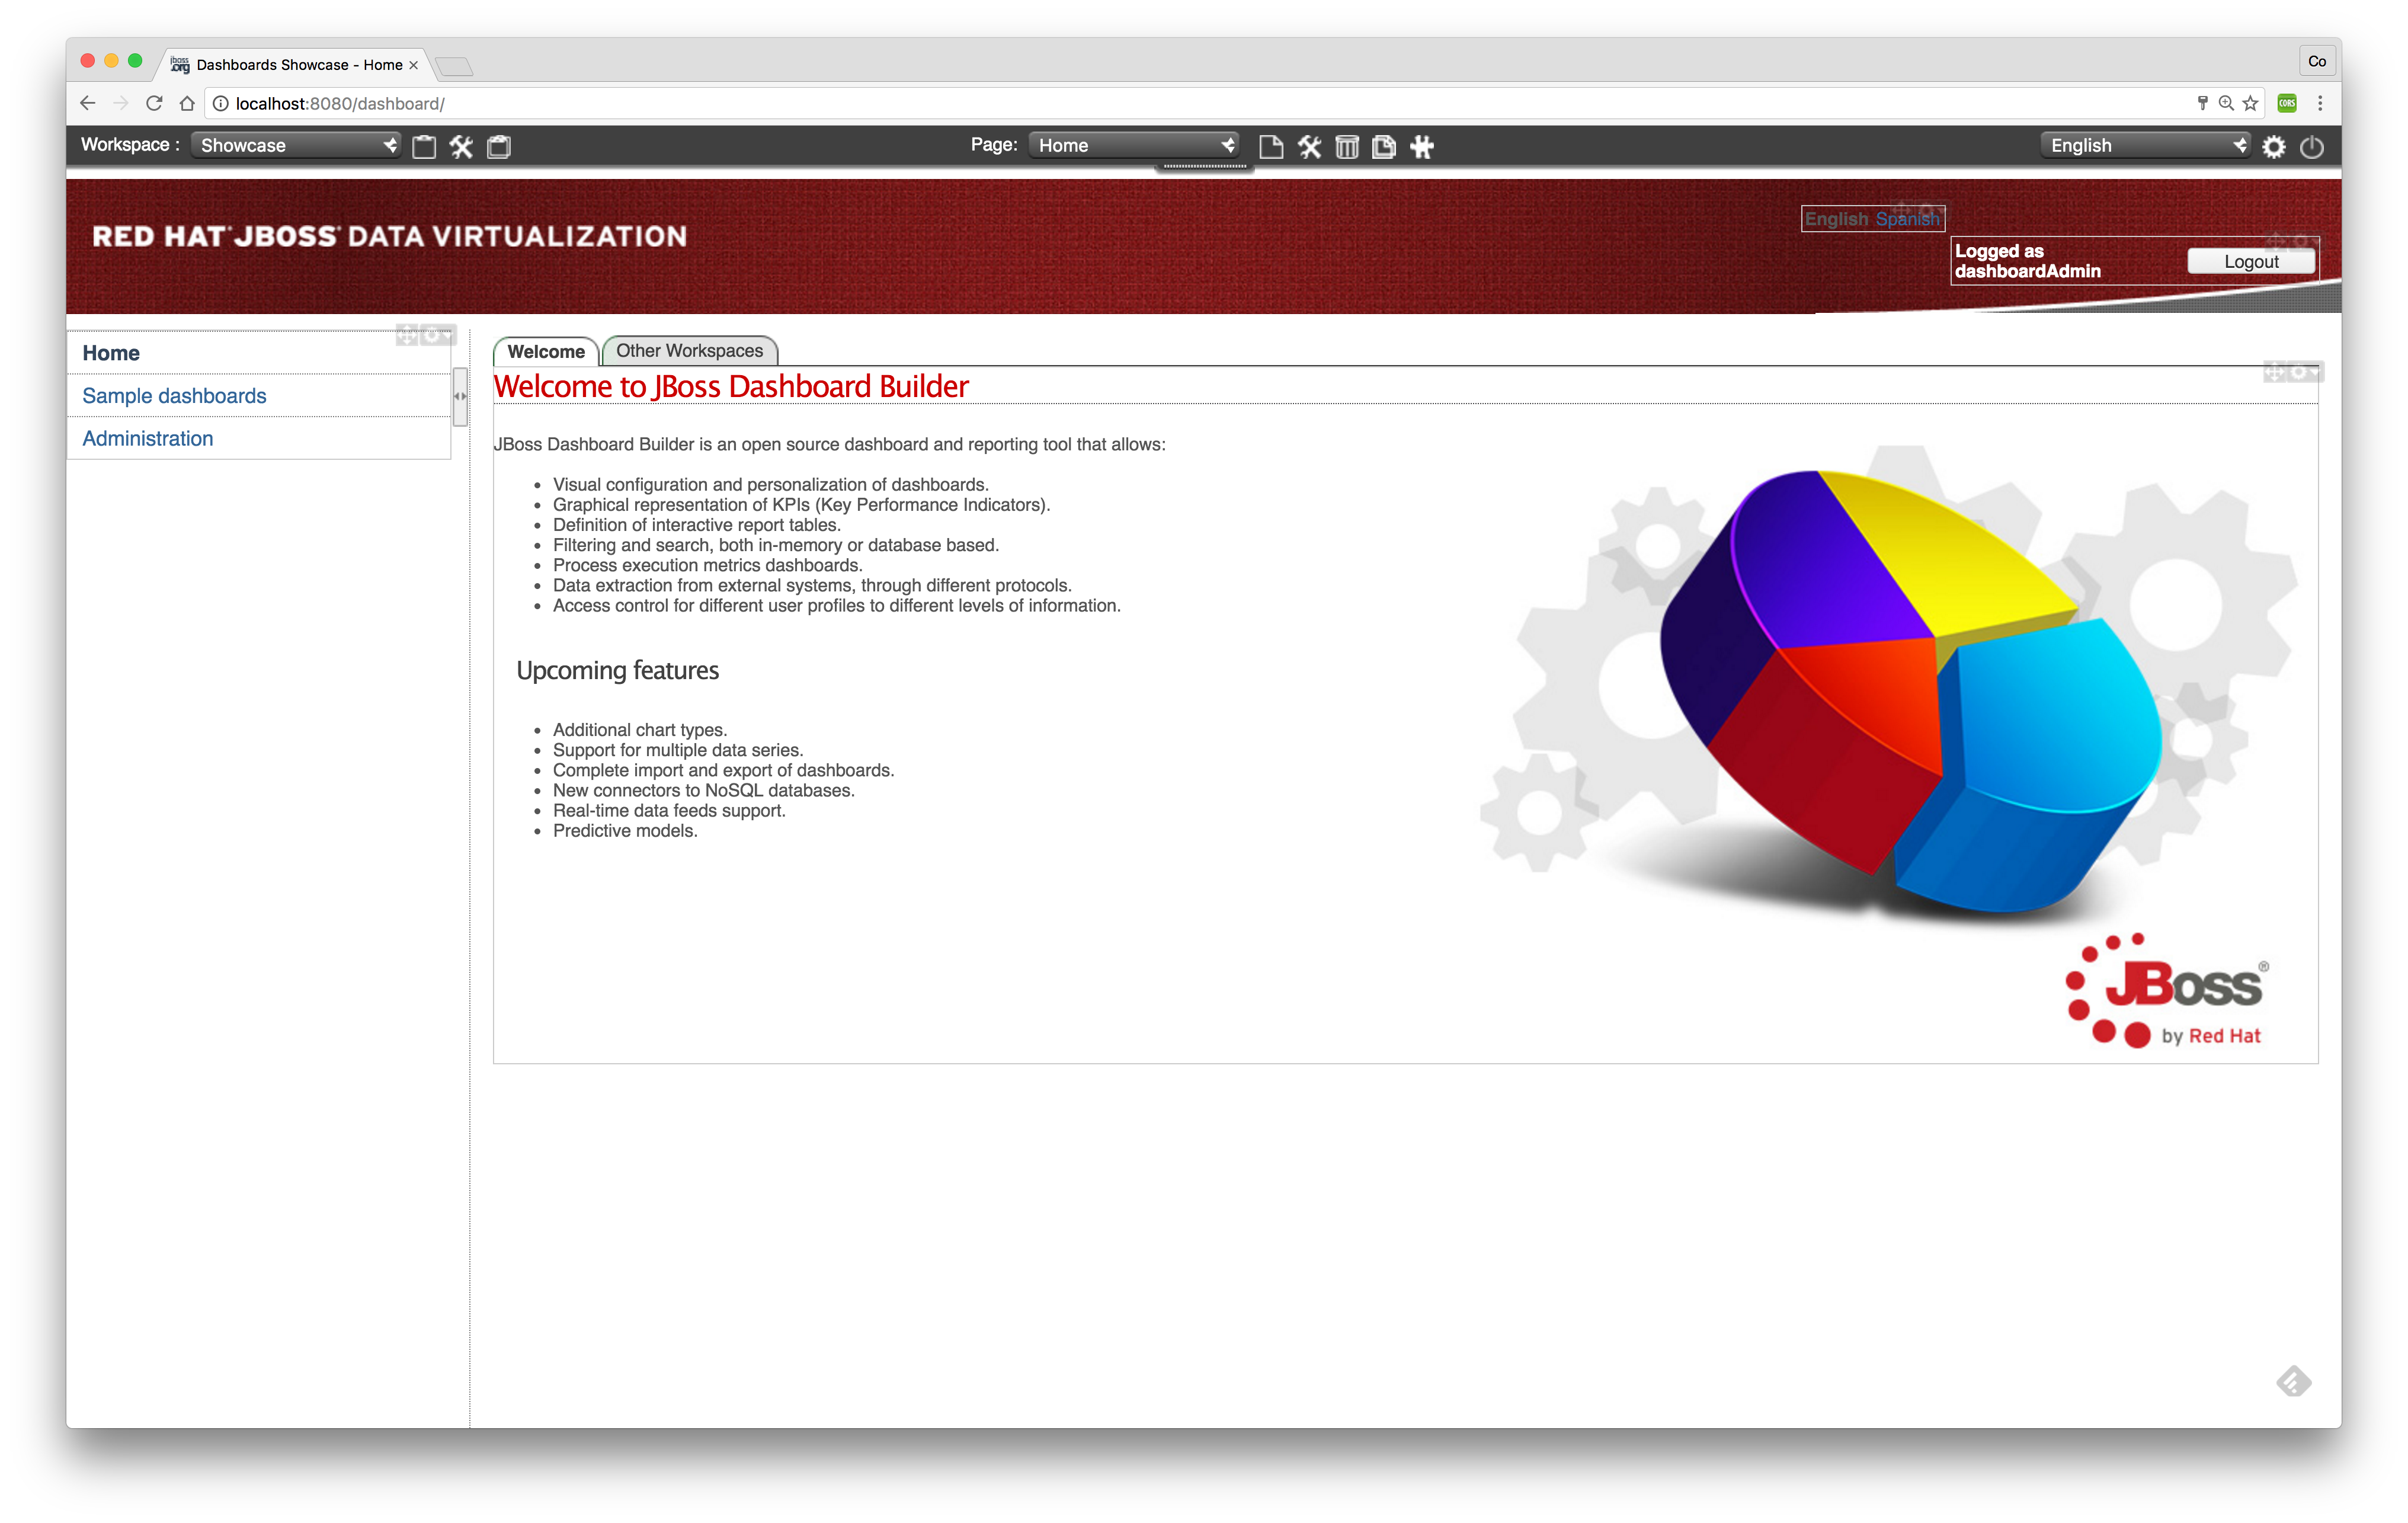 jboss.org Dashboards Showcase - Home
Co
localhost:8080/dashboard/
CORS
Workspace : Showcase
Page: Home
English
RED HAT® JBOSS® DATA VIRTUALIZATION
English Spanish
Logged as
dashboardAdmin
Logout
Home
Sample dashboards
Administration
Welcome
Other Workspaces
Welcome to JBoss Dashboard Builder
JBoss Dashboard Builder is an open source dashboard and reporting tool that allows:
• Visual configuration and personalization of dashboards.
• Graphical representation of KPIs (Key Performance Indicators).
• Definition of interactive report tables.
• Filtering and search, both in-memory or database based.
• Process execution metrics dashboards.
• Data extraction from external systems, through different protocols.
• Access control for different user profiles to different levels of information.
Upcoming features
• Additional chart types.
• Support for multiple data series.
• Complete import and export of dashboards.
• New connectors to NoSQL databases.
• Real-time data feeds support.
• Predictive models.
JBoss®
by Red Hat